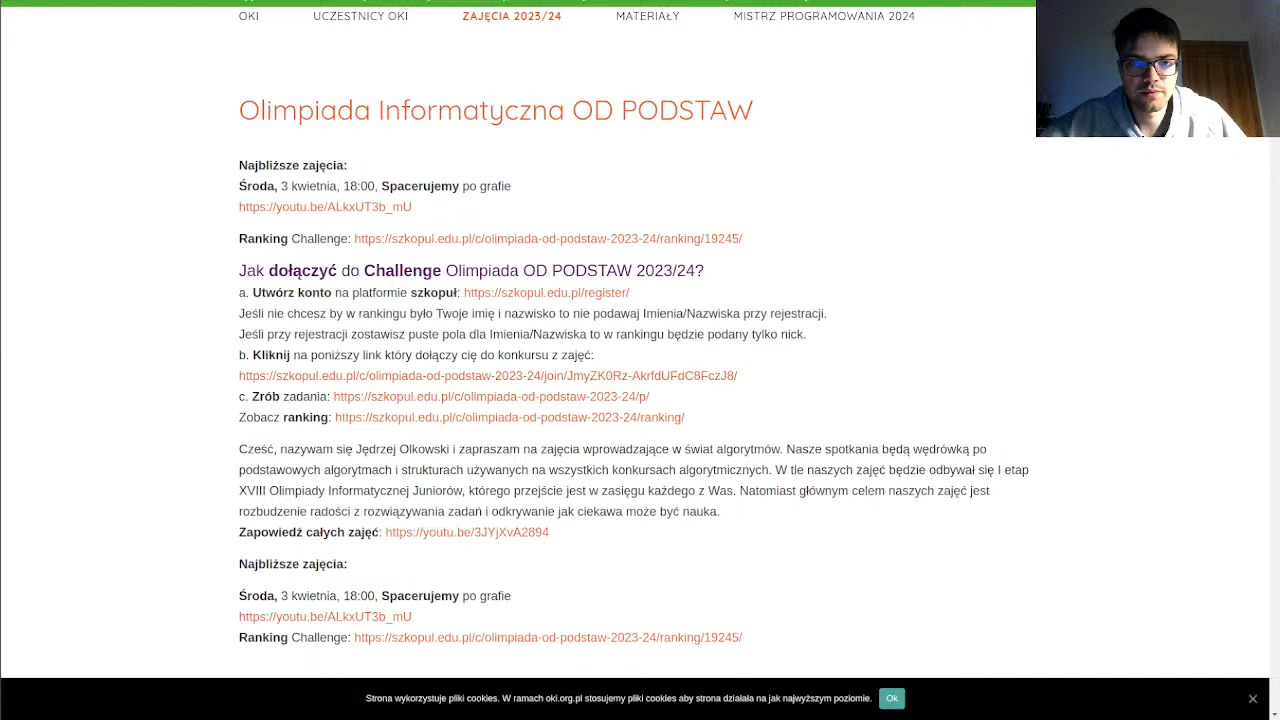 OKI UCZESTNICY OKI ZAJĘCIA 2023/24 MATERIAŁY MISTRZ PROGRAMOWANIA 2024
Olimpiada Informatyczna OD PODSTAW
Najbliższe zajęcia:
Środa, 3 kwietnia, 18:00, Spacerujemy po grafie
https://youtu.be/ALkxUT3b_mU
Ranking Challenge: https://szkopul.edu.pl/c/olimpiada-od-podstaw-2023-24/ranking/19245/
Jak dołączyć do Challenge Olimpiada OD PODSTAW 2023/24?
a. Utwórz konto na platformie szkopuł: https://szkopul.edu.pl/register/
Jeśli nie chcesz by w rankingu było Twoje imię i nazwisko to nie podawaj Imienia/Nazwiska przy rejestracji.
Jeśli przy rejestracji zostawisz puste pola dla Imienia/Nazwiska to w rankingu będzie podany tylko nick.
b. Kliknij na poniższy link który dołączy cię do konkursu z zajęć:
https://szkopul.edu.pl/c/olimpiada-od-podstaw-2023-24/join/JmyZK0Rz-AkrfdUFdC8FczJ8/
c. Zrób zadania: https://szkopul.edu.pl/c/olimpiada-od-podstaw-2023-24/p/
Zobacz ranking: https://szkopul.edu.pl/c/olimpiada-od-podstaw-2023-24/ranking/
Cześć, nazywam się Jędrzej Olkowski i zapraszam na zajęcia wprowadzające w świat algorytmów. Nasze spotkania będą wędrówką po
podstawowych algorytmach i strukturach używanych na wszystkich konkursach algorytmicznych. W tle naszych zajęć będzie odbywał się I etap
XVIII Olimpiady Informatycznej Juniorów, którego przejście jest w zasięgu każdego z Was. Natomiast głównym celem naszych zajęć jest
rozbudzenie radości z rozwiązywania zadań i odkrywanie jak ciekawa może być nauka.
Zapowiedź całych zajęć: https://youtu.be/3JYjXvA2894
Najbliższe zajęcia:
Środa, 3 kwietnia, 18:00, Spacerujemy po grafie
https://youtu.be/ALkxUT3b_mU
Ranking Challenge: https://szkopul.edu.pl/c/olimpiada-od-podstaw-2023-24/ranking/19245/
Strona wykorzystuje pliki cookies. W ramach oki.org.pl stosujemy pliki cookies aby strona działała na jak najwyższym poziomie. Ok